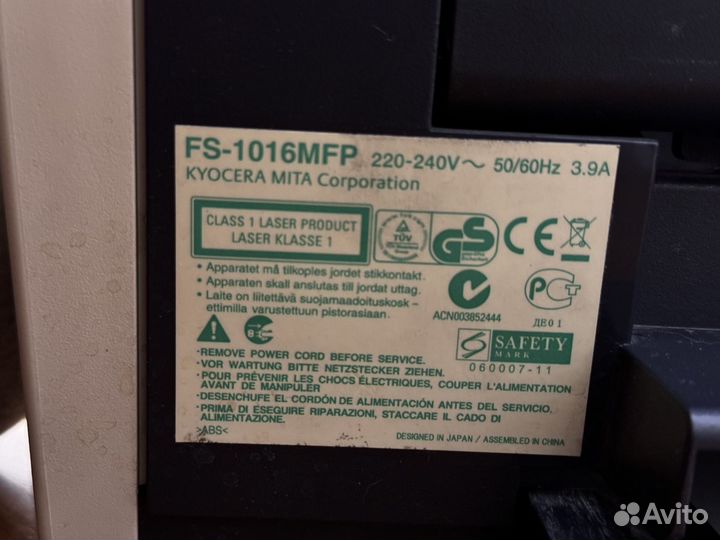 FS-1016MFP 220-240V～ 50/60Hz 3.9A
KYOCERA MITA Corporation
CLASS 1 LASER PRODUCT
LASER KLASSE 1
TÜV
GS
CE
• Apparatet må tilkoples jordet stikkontakt.
• Apparaten skall anslutas till jordat uttag.
• Laite on liitettävä suojamaadoituskosk -
ettimilla varustettuun pistorasiaan.
ACN003852444
ДЕ01
S SAFETY
MARK
060007-11
•REMOVE POWER CORD BEFORE SERVICE.
•VOR WARTUNG BITTE NETZSTECKER ZIEHEN.
•POUR PRÉVENIR LES CHOCS ÉLECTRIQUES, COUPER L'ALIMENTATION
AVANT DE MANIPULER
•DESENCHUFE EL CORDÓN DE ALIMENTACIÓN ANTES DEL SERVICIO.
•PRIMA DI ESEGUIRE RIPARAZIONI, STACCARE IL CAVO DI
ALIMENTAZIONE.
>ABS<
DESIGNED IN JAPAN / ASSEMBLED IN CHINA
Avito